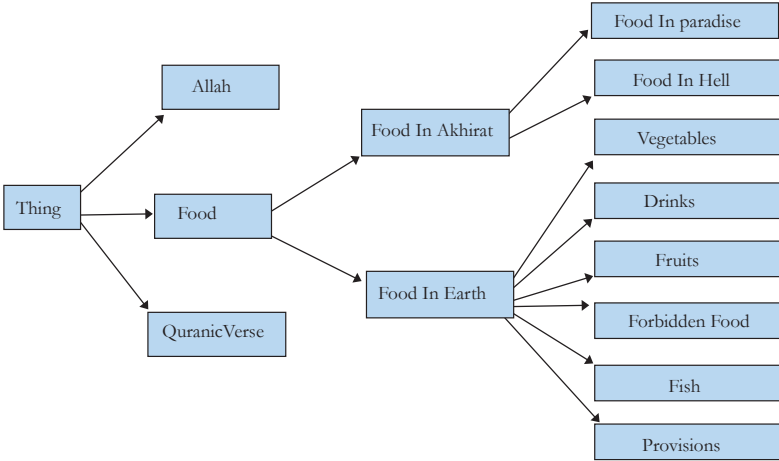 Food In paradise
Allah
Food In Hell
Food In Akhirat
Vegetables
Thing
Food
Drinks
Fruits
Food In Earth
QuranicVerse
Forbidden Food
Fish
Provisions